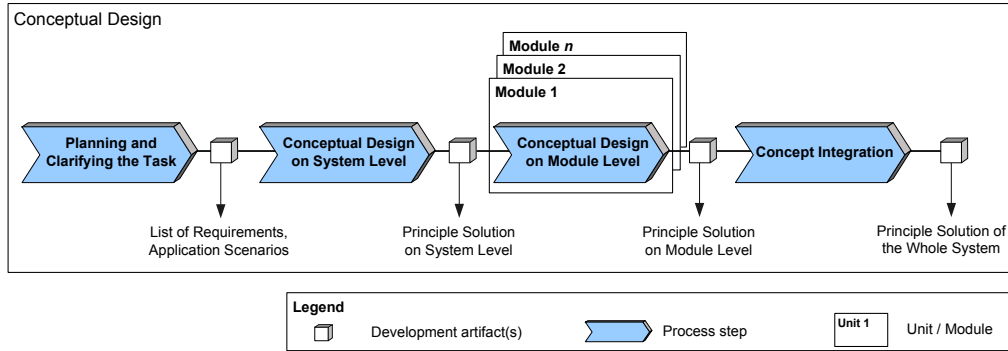 Conceptual Design
Module n
Module 2
Module 1
Planning and
Clarifying the Task
Conceptual Design
on System Level
Conceptual Design
on Module Level
Concept Integration
List of Requirements,
Application Scenarios
Principle Solution
on System Level
Principle Solution
on Module Level
Principle Solution of
the Whole System
Legend
Development artifact(s)
Process step
Unit 1
Unit / Module